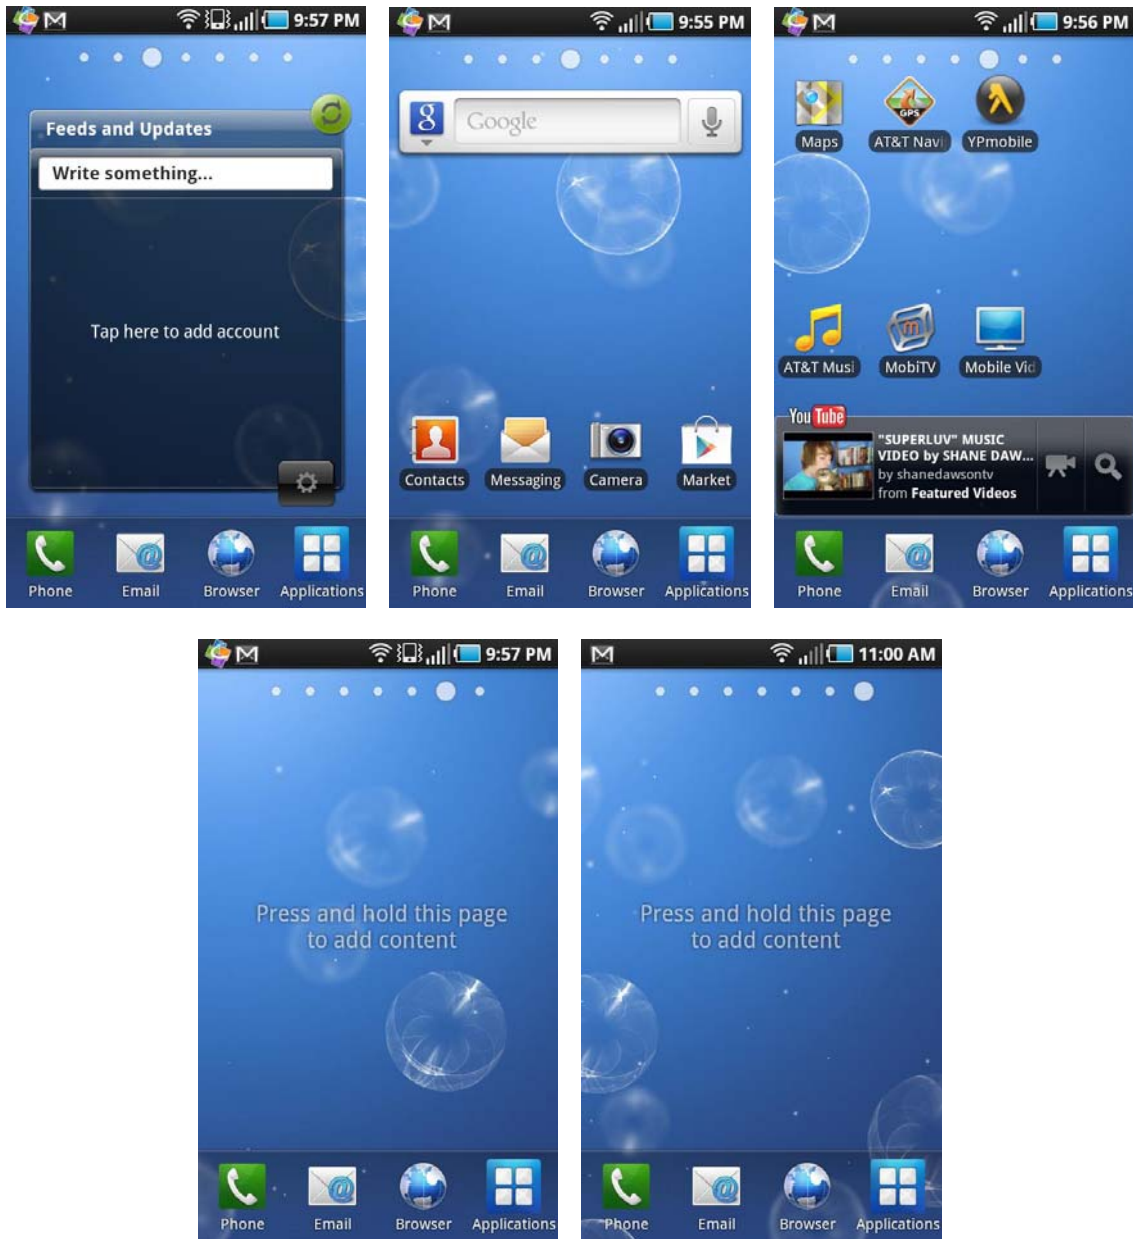 9:57 PM
Feeds and Updates
Write something...
Tap here to add account
Phone Email Browser Applications
9:55 PM
Google
Contacts Messaging Camera Market
Phone Email Browser Applications
9:56 PM
Maps AT&T Navi YPmobile
AT&T Musi MobiTV Mobile Vid
You Tube
"SUPERLUV" MUSIC
VIDEO by SHANE DAW...
by shanedawsontv
from Featured Videos
Phone Email Browser Applications
9:57 PM
Press and hold this page
to add content
Phone Email Browser Applications
11:00 AM
Press and hold this page
to add content
Phone Email Browser Applications